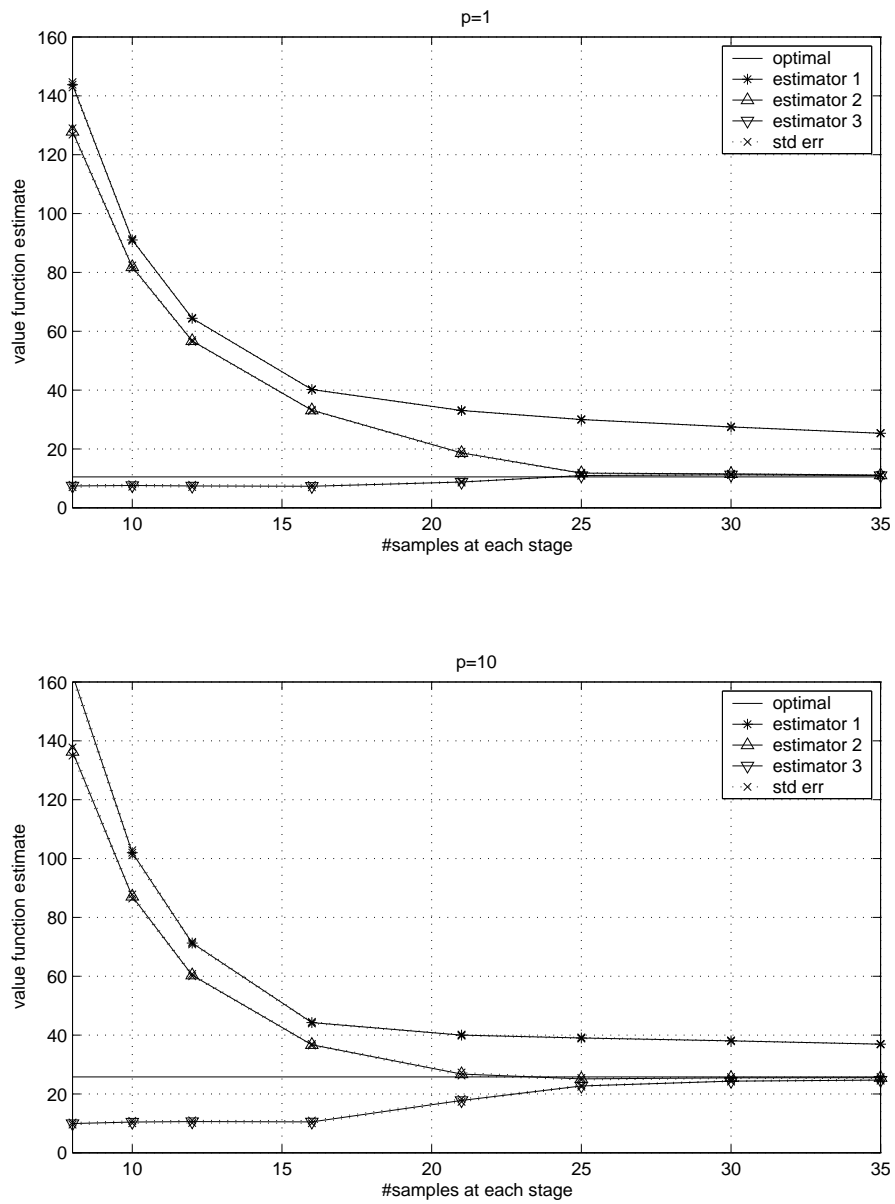 p=1
160
140
120
100
80
60
40
20
0
value function estimate
optimal
estimator 1
estimator 2
estimator 3
std err
10
15
20
25
30
35
#samples at each stage
p=10
160
140
120
100
80
60
40
20
0
value function estimate
optimal
estimator 1
estimator 2
estimator 3
std err
10
15
20
25
30
35
#samples at each stage